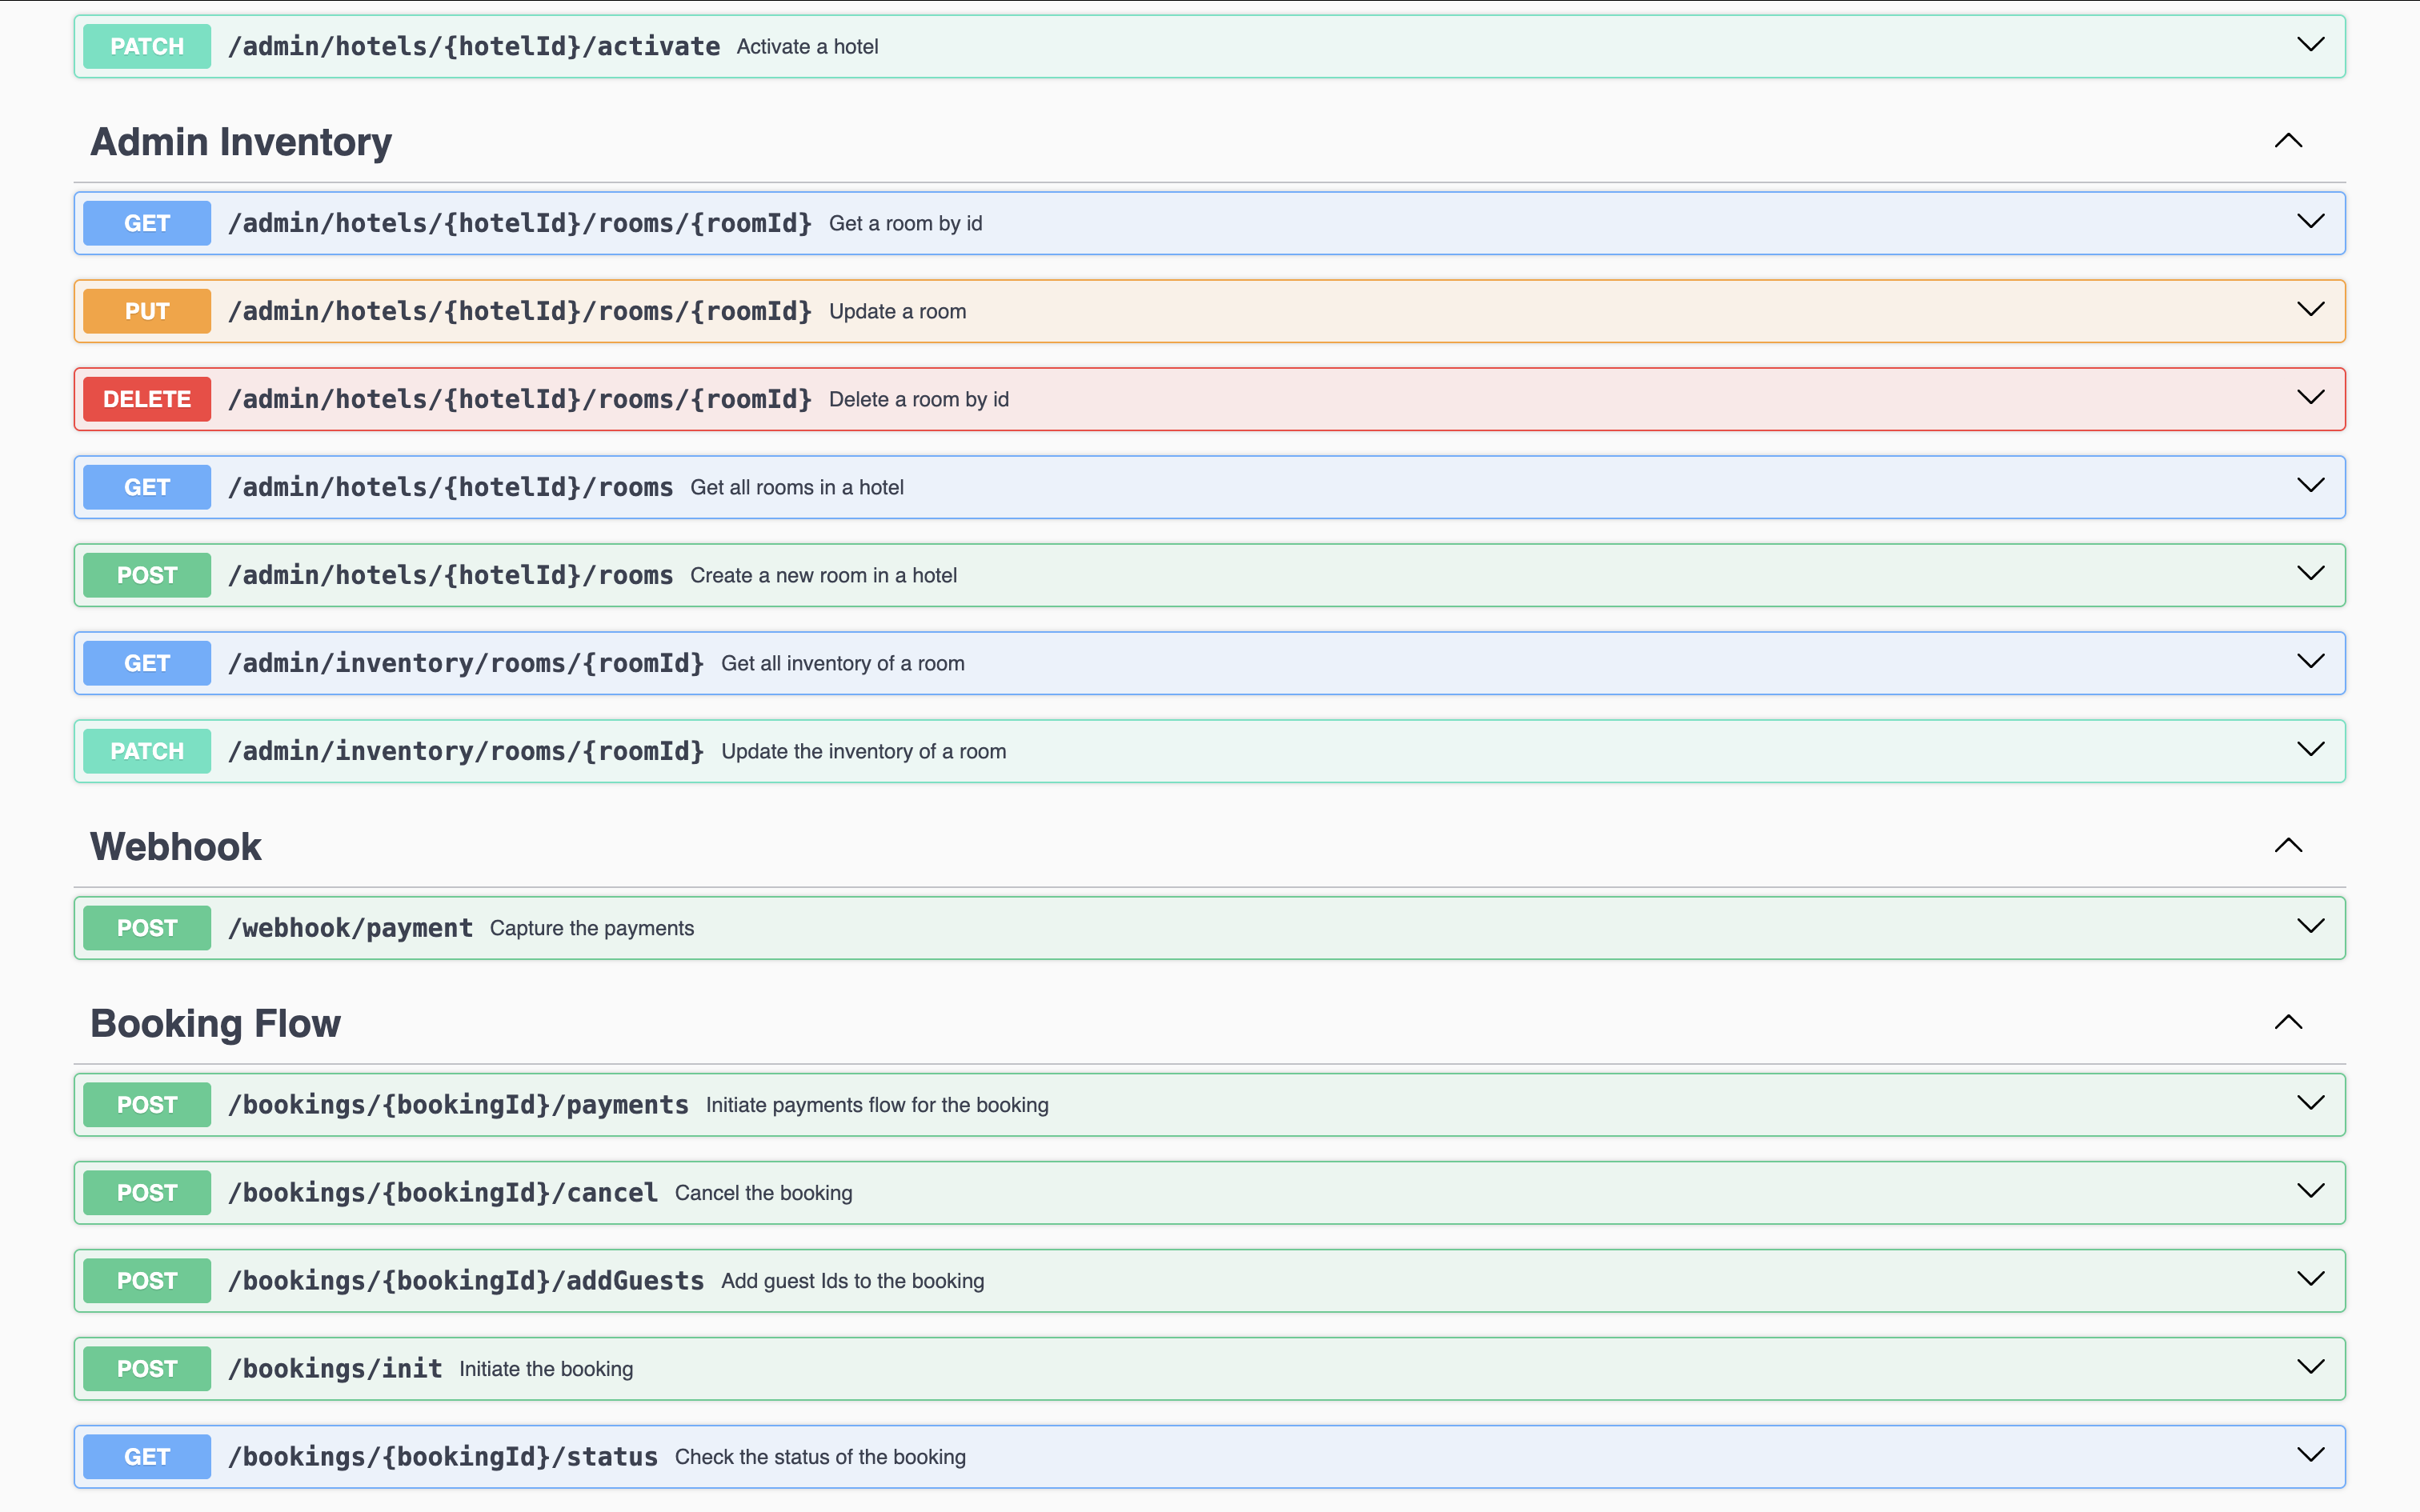 PATCH /admin/hotels/{hotelId}/activate Activate a hotel
Admin Inventory
GET /admin/hotels/{hotelId}/rooms/{roomId} Get a room by id
PUT /admin/hotels/{hotelId}/rooms/{roomId} Update a room
DELETE /admin/hotels/{hotelId}/rooms/{roomId} Delete a room by id
GET /admin/hotels/{hotelId}/rooms Get all rooms in a hotel
POST /admin/hotels/{hotelId}/rooms Create a new room in a hotel
GET /admin/inventory/rooms/{roomId} Get all inventory of a room
PATCH /admin/inventory/rooms/{roomId} Update the inventory of a room
Webhook
POST /webhook/payment Capture the payments
Booking Flow
POST /bookings/{bookingId}/payments Initiate payments flow for the booking
POST /bookings/{bookingId}/cancel Cancel the booking
POST /bookings/{bookingId}/addGuests Add guest Ids to the booking
POST /bookings/init Initiate the booking
GET /bookings/{bookingId}/status Check the status of the booking